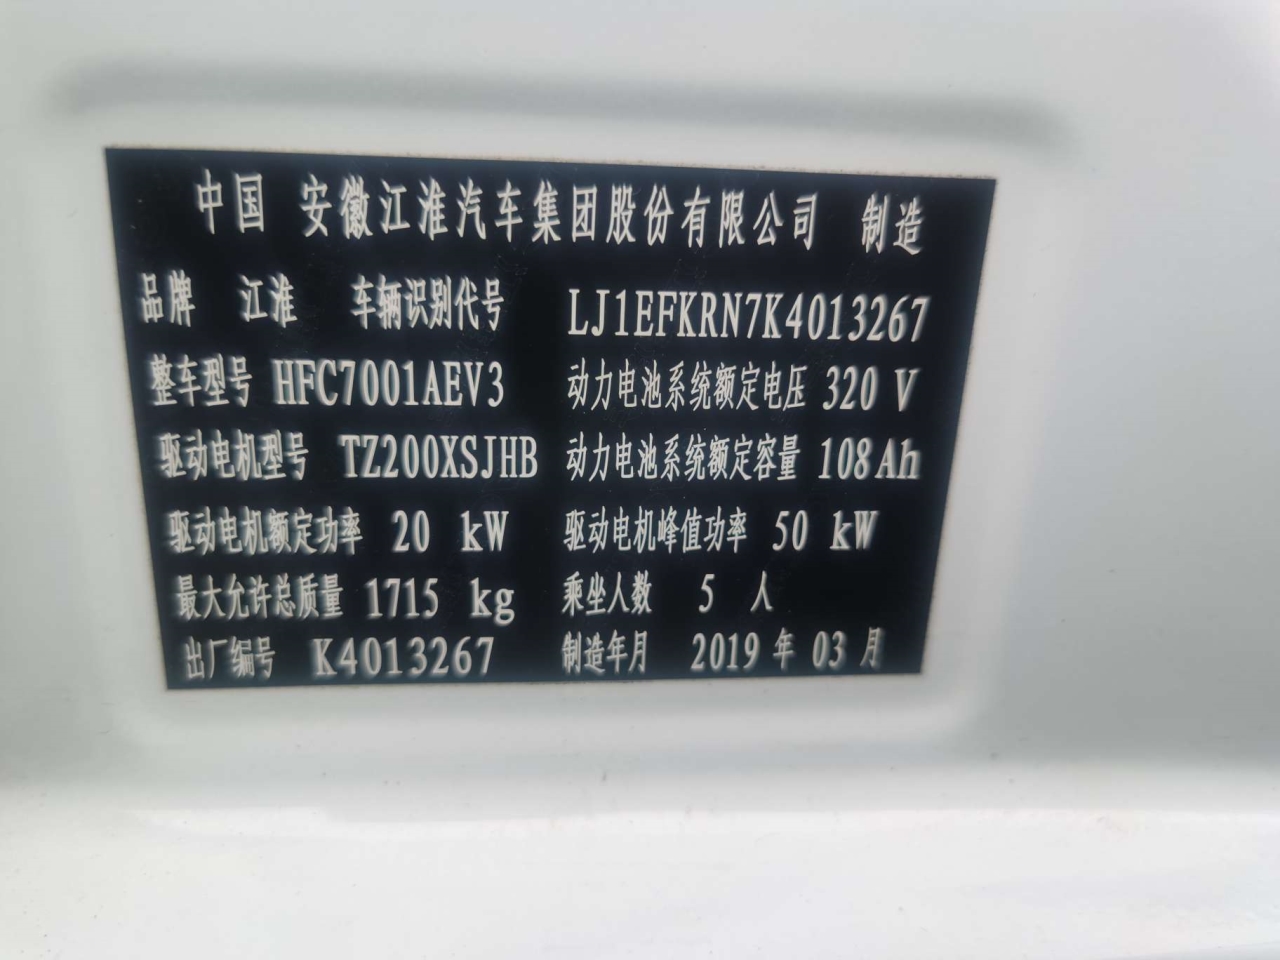 中国 安徽江淮汽车集团股份有限公司 制造
品牌 江淮 车辆识别代号 LJ1EFKRN7K4013267
整车型号 HFC7001AEV3 动力电池系统额定电压 320 V
驱动电机型号 TZ200XSJHB 动力电池系统额定容量 108Ah
驱动电机额定功率 20 kW 驱动电机峰值功率 50 kW
最大允许总质量 1715 kg 乘坐人数 5 人
出厂编号 K4013267 制造年月 2019 年 03 月